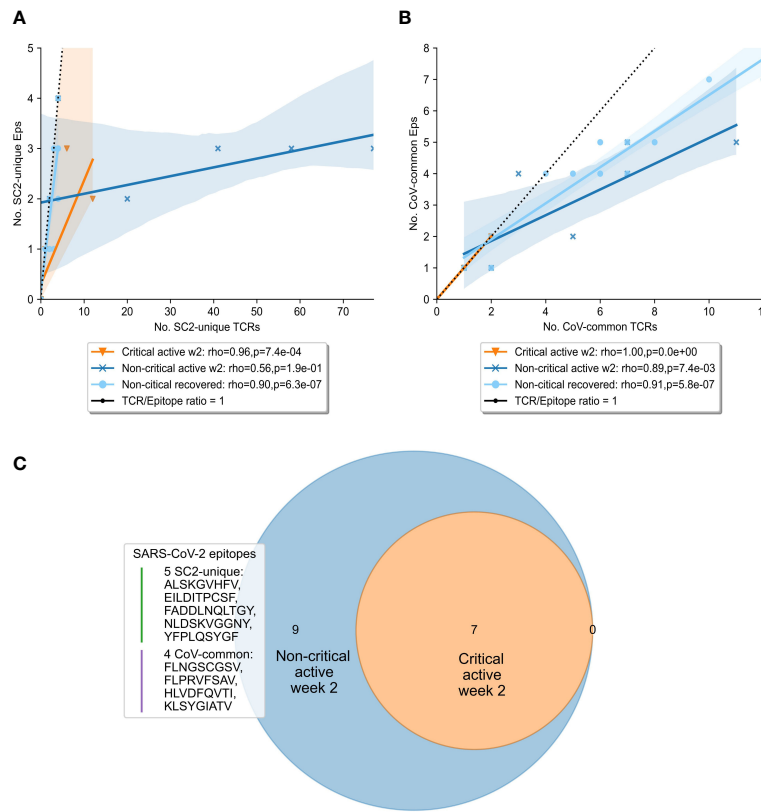 A
B
5
4
3
2
1
0
No. SC2-unique Eps
0 10 20 30 40 50 60 70
No. SC2-unique TCRs
Critical active w2: rho=0.96,p=7.4e-04
Non-critical active w2: rho=0.56,p=1.9e-01
Non-citical recovered: rho=0.90,p=6.3e-07
TCR/Epitope ratio = 1
8
7
6
5
4
3
2
1
0
No. CoV-common Eps
0 2 4 6 8 10 12
No. CoV-common TCRs
Critical active w2: rho=1.00,p=0.0e+00
Non-critical active w2: rho=0.89,p=7.4e-03
Non-citical recovered: rho=0.91,p=5.8e-07
TCR/Epitope ratio = 1
C
SARS-CoV-2 epitopes
5 SC2-unique:
ALSKGVHFV,
EILDITPCSF,
FADDLNQLTGY,
NLDSKVGGNY,
YFPLQSYGF
4 CoV-common:
FLNGSCGSV,
FLPRVFSAV,
HLVDFQVTI,
KLSYGIATV
9
Non-critical
active
week 2
7
Critical
active
week 2
0